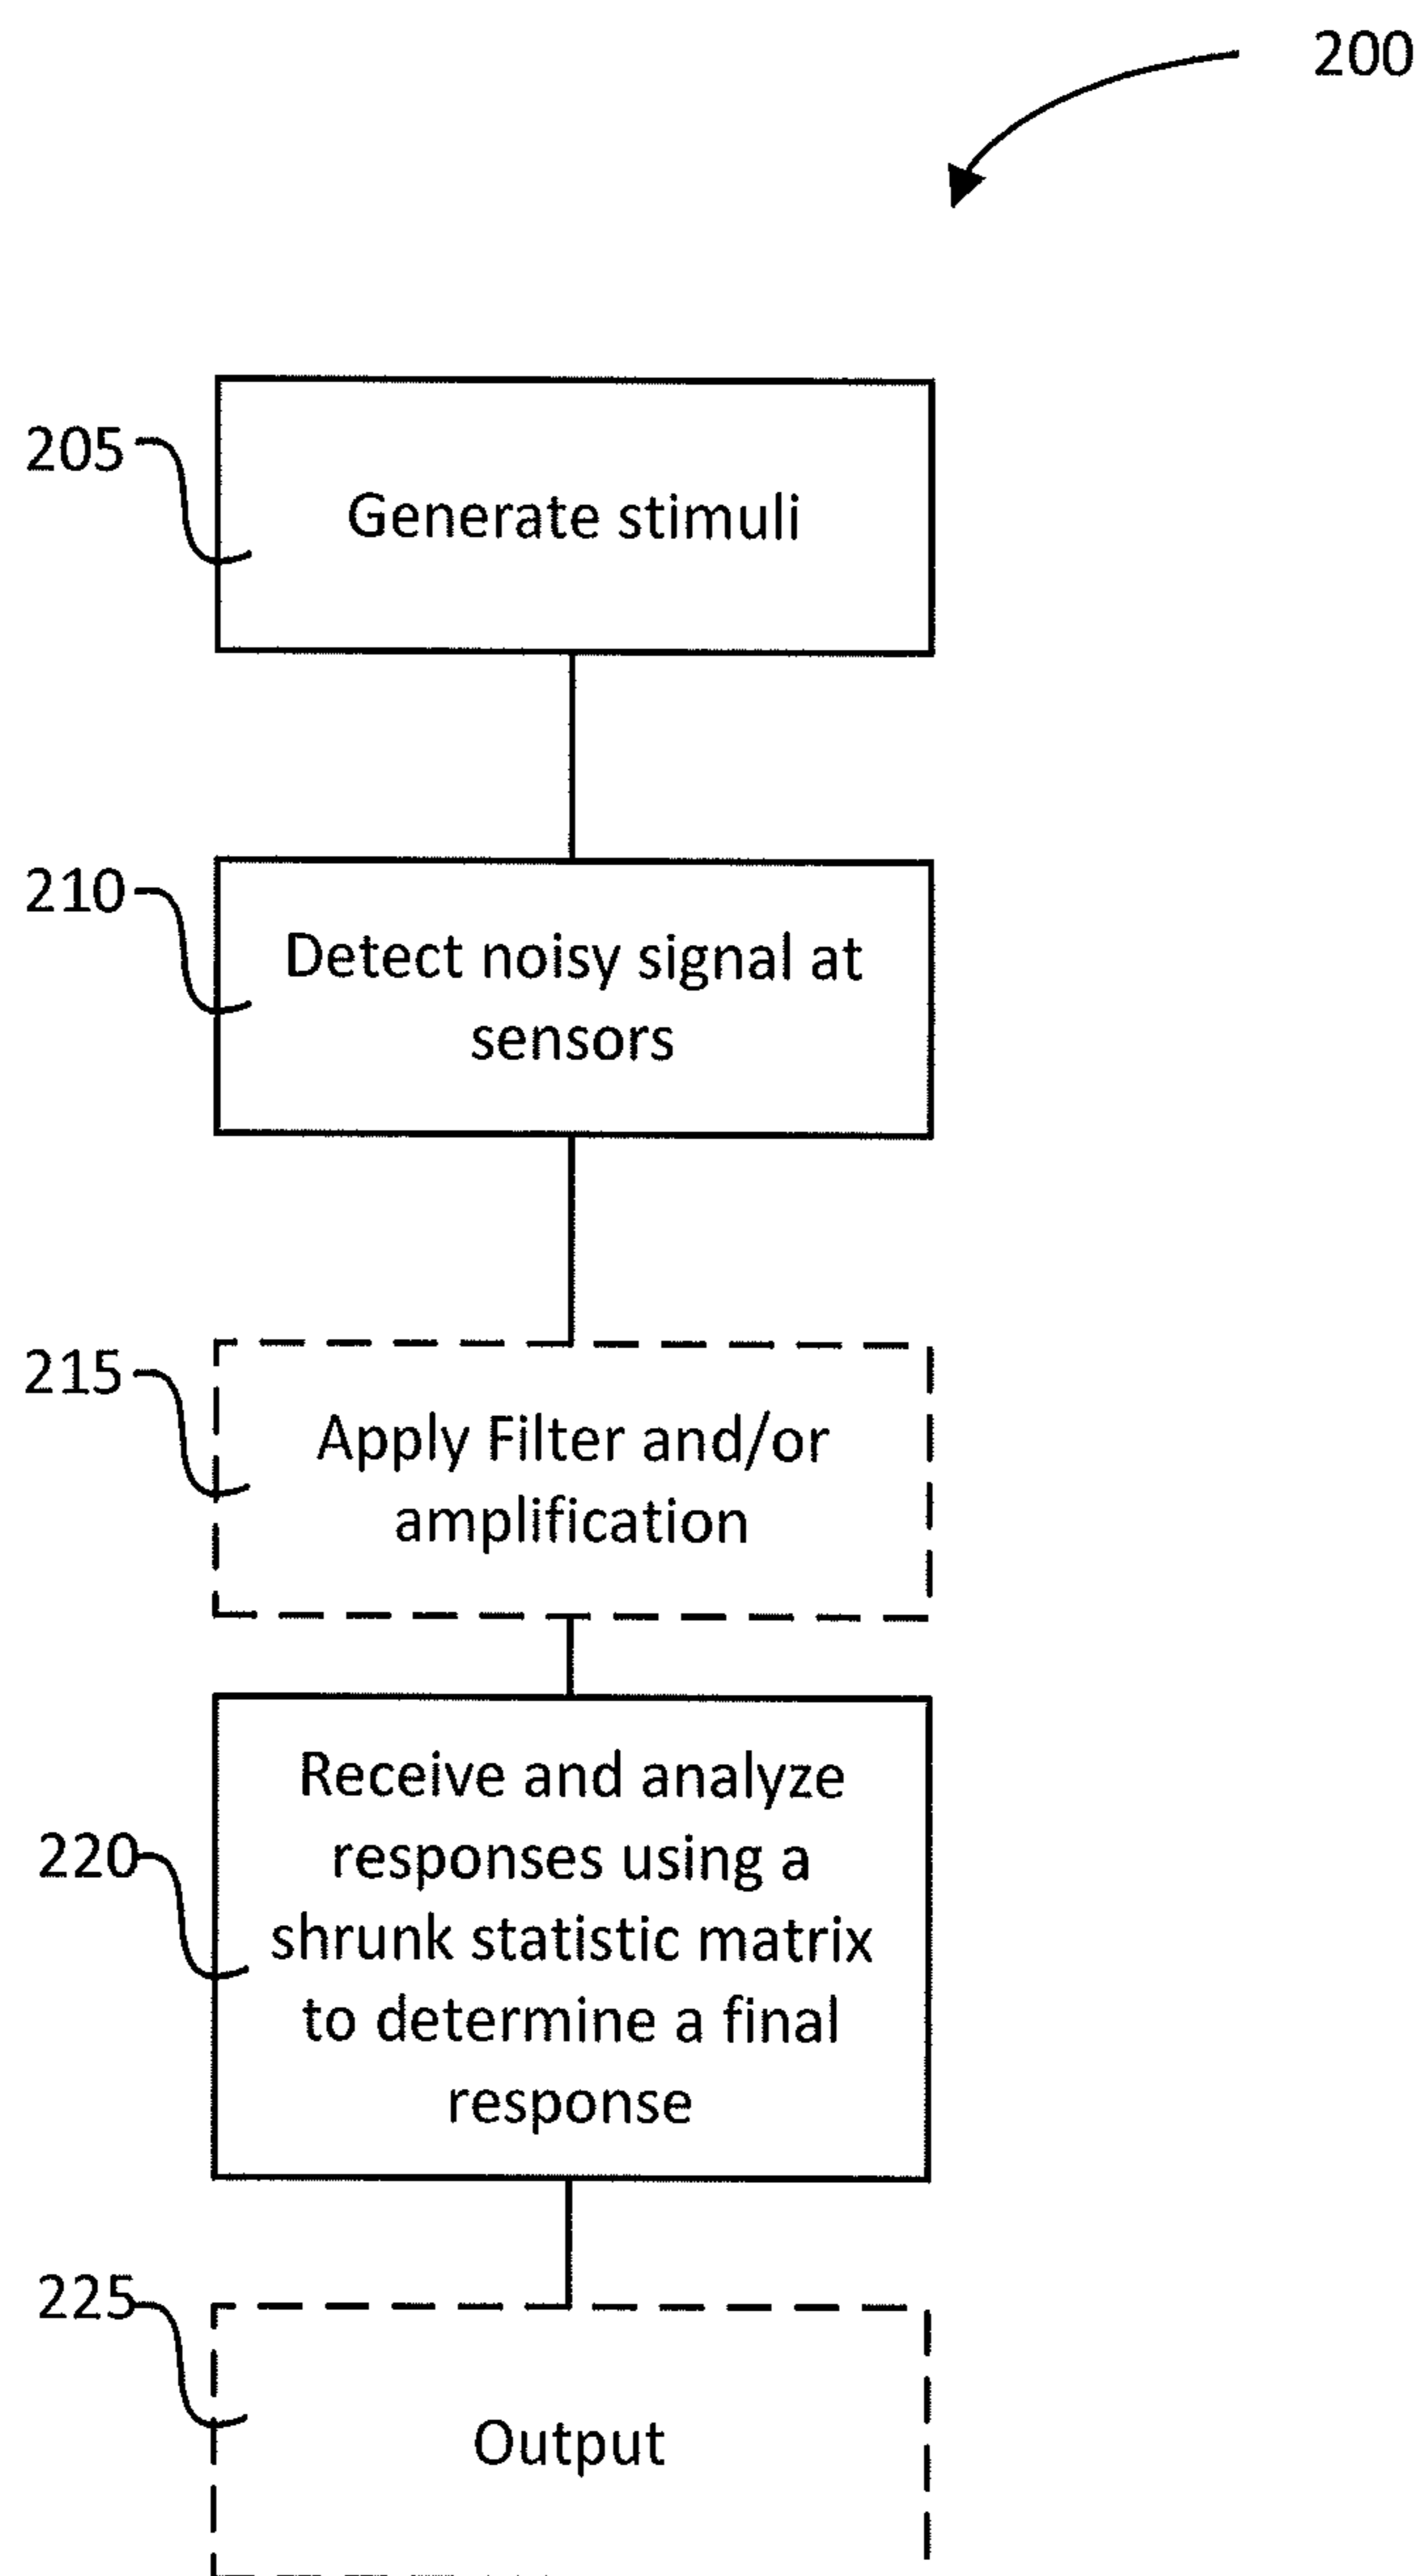 200
205
Generate stimuli
210
Detect noisy signal at
sensors
215
Apply Filter and/or
amplification
220
Receive and analyze
responses using a
shrunk statistic matrix
to determine a final
response
225
Output